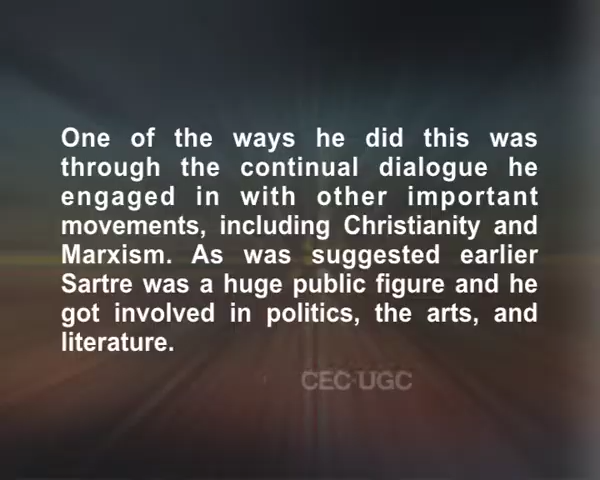 One of the ways he did this was
through the continual dialogue he
engaged in with other important
movements, including Christianity and
Marxism. As was suggested earlier
Sartre was a huge public figure and he
got involved in politics, the arts, and
literature.
CEC-UGC